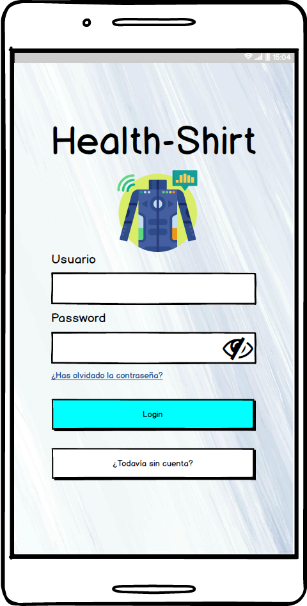 15:04
Health-Shirt
Usuario
Password
¿Has olvidado la contraseña?
Login
¿Todavía sin cuenta?